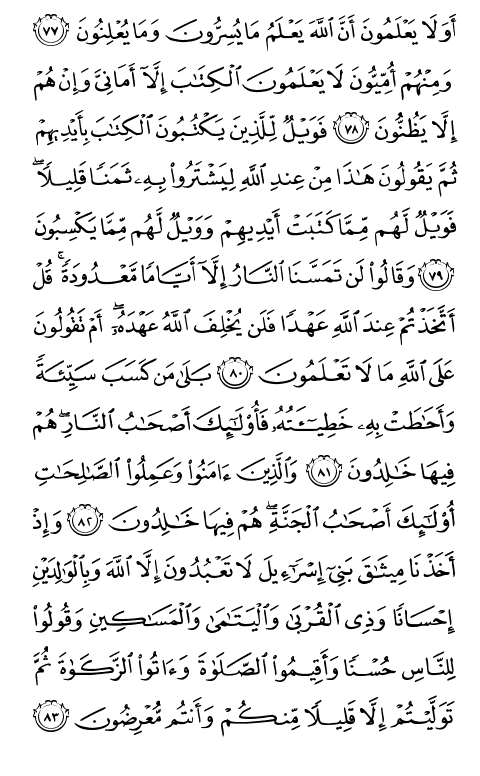 أَوَلَا يَعْلَمُونَ أَنَّ ٱللَّهَ يَعْلَمُ مَا يُسِرُّونَ وَمَا يُعْلِنُونَ ٧٧
وَمِنْهُمْ أُمِّيُّونَ لَا يَعْلَمُونَ ٱلْكِتَٰبَ إِلَّآ أَمَانِىَّ وَإِنْ هُمْ
إِلَّا يَظُنُّونَ ٧٨ فَوَيْلٌ لِّلَّذِينَ يَكْتُبُونَ ٱلْكِتَٰبَ بِأَيْدِيهِمْ
ثُمَّ يَقُولُونَ هَٰذَا مِنْ عِندِ ٱللَّهِ لِيَشْتَرُوا۟ بِهِۦ ثَمَنًا قَلِيلًا ۖ
فَوَيْلٌ لَّهُم مِّمَّا كَتَبَتْ أَيْدِيهِمْ وَوَيْلٌ لَّهُم مِّمَّا يَكْسِبُونَ
٧٩ وَقَالُوا۟ لَن تَمَسَّنَا ٱلنَّارُ إِلَّآ أَيَّامًا مَّعْدُودَةً ۚ قُلْ
أَتَّخَذْتُمْ عِندَ ٱللَّهِ عَهْدًا فَلَن يُخْلِفَ ٱللَّهُ عَهْدَهُۥٓ ۖ أَمْ تَقُولُونَ
عَلَى ٱللَّهِ مَا لَا تَعْلَمُونَ ٨٠ بَلَىٰ مَن كَسَبَ سَيِّئَةً
وَأَحَٰطَتْ بِهِۦ خَطِيٓـَٔتُهُۥ فَأُو۟لَٰٓئِكَ أَصْحَٰبُ ٱلنَّارِ ۖ هُمْ
فِيهَا خَٰلِدُونَ ٨١ وَٱلَّذِينَ ءَامَنُوا۟ وَعَمِلُوا۟ ٱلصَّٰلِحَٰتِ
أُو۟لَٰٓئِكَ أَصْحَٰبُ ٱلْجَنَّةِ ۖ هُمْ فِيهَا خَٰلِدُونَ ٨٢ وَإِذْ
أَخَذْنَا مِيثَٰقَ بَنِىٓ إِسْرَٰٓءِيلَ لَا تَعْبُدُونَ إِلَّا ٱللَّهَ وَبِٱلْوَٰلِدَيْنِ
إِحْسَانًا وَذِى ٱلْقُرْبَىٰ وَٱلْيَتَٰمَىٰ وَٱلْمَسَٰكِينِ وَقُولُوا۟
لِلنَّاسِ حُسْنًا وَأَقِيمُوا۟ ٱلصَّلَوٰةَ وَءَاتُوا۟ ٱلزَّكَوٰةَ ثُمَّ
تَوَلَّيْتُمْ إِلَّا قَلِيلًا مِّنكُمْ وَأَنتُم مُّعْرِضُونَ ٨٣